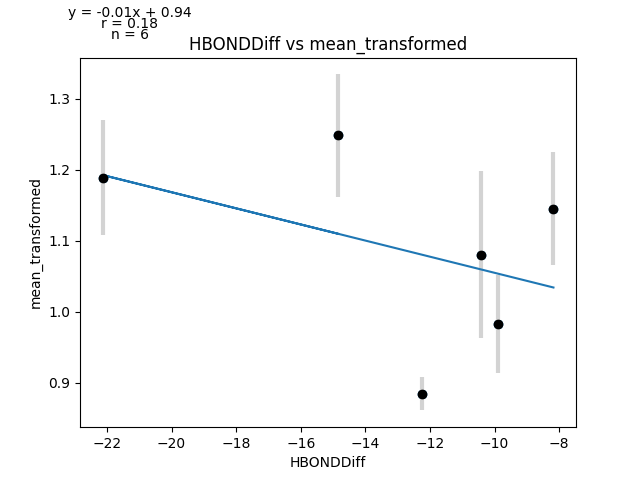 y = -0.01x + 0.94
r = 0.18
n = 6
HBONDDiff vs mean_transformed
mean_transformed
1.3
1.2
1.1
1.0
0.9
−22
−20
−18
−16
−14
−12
−10
−8
HBONDDiff